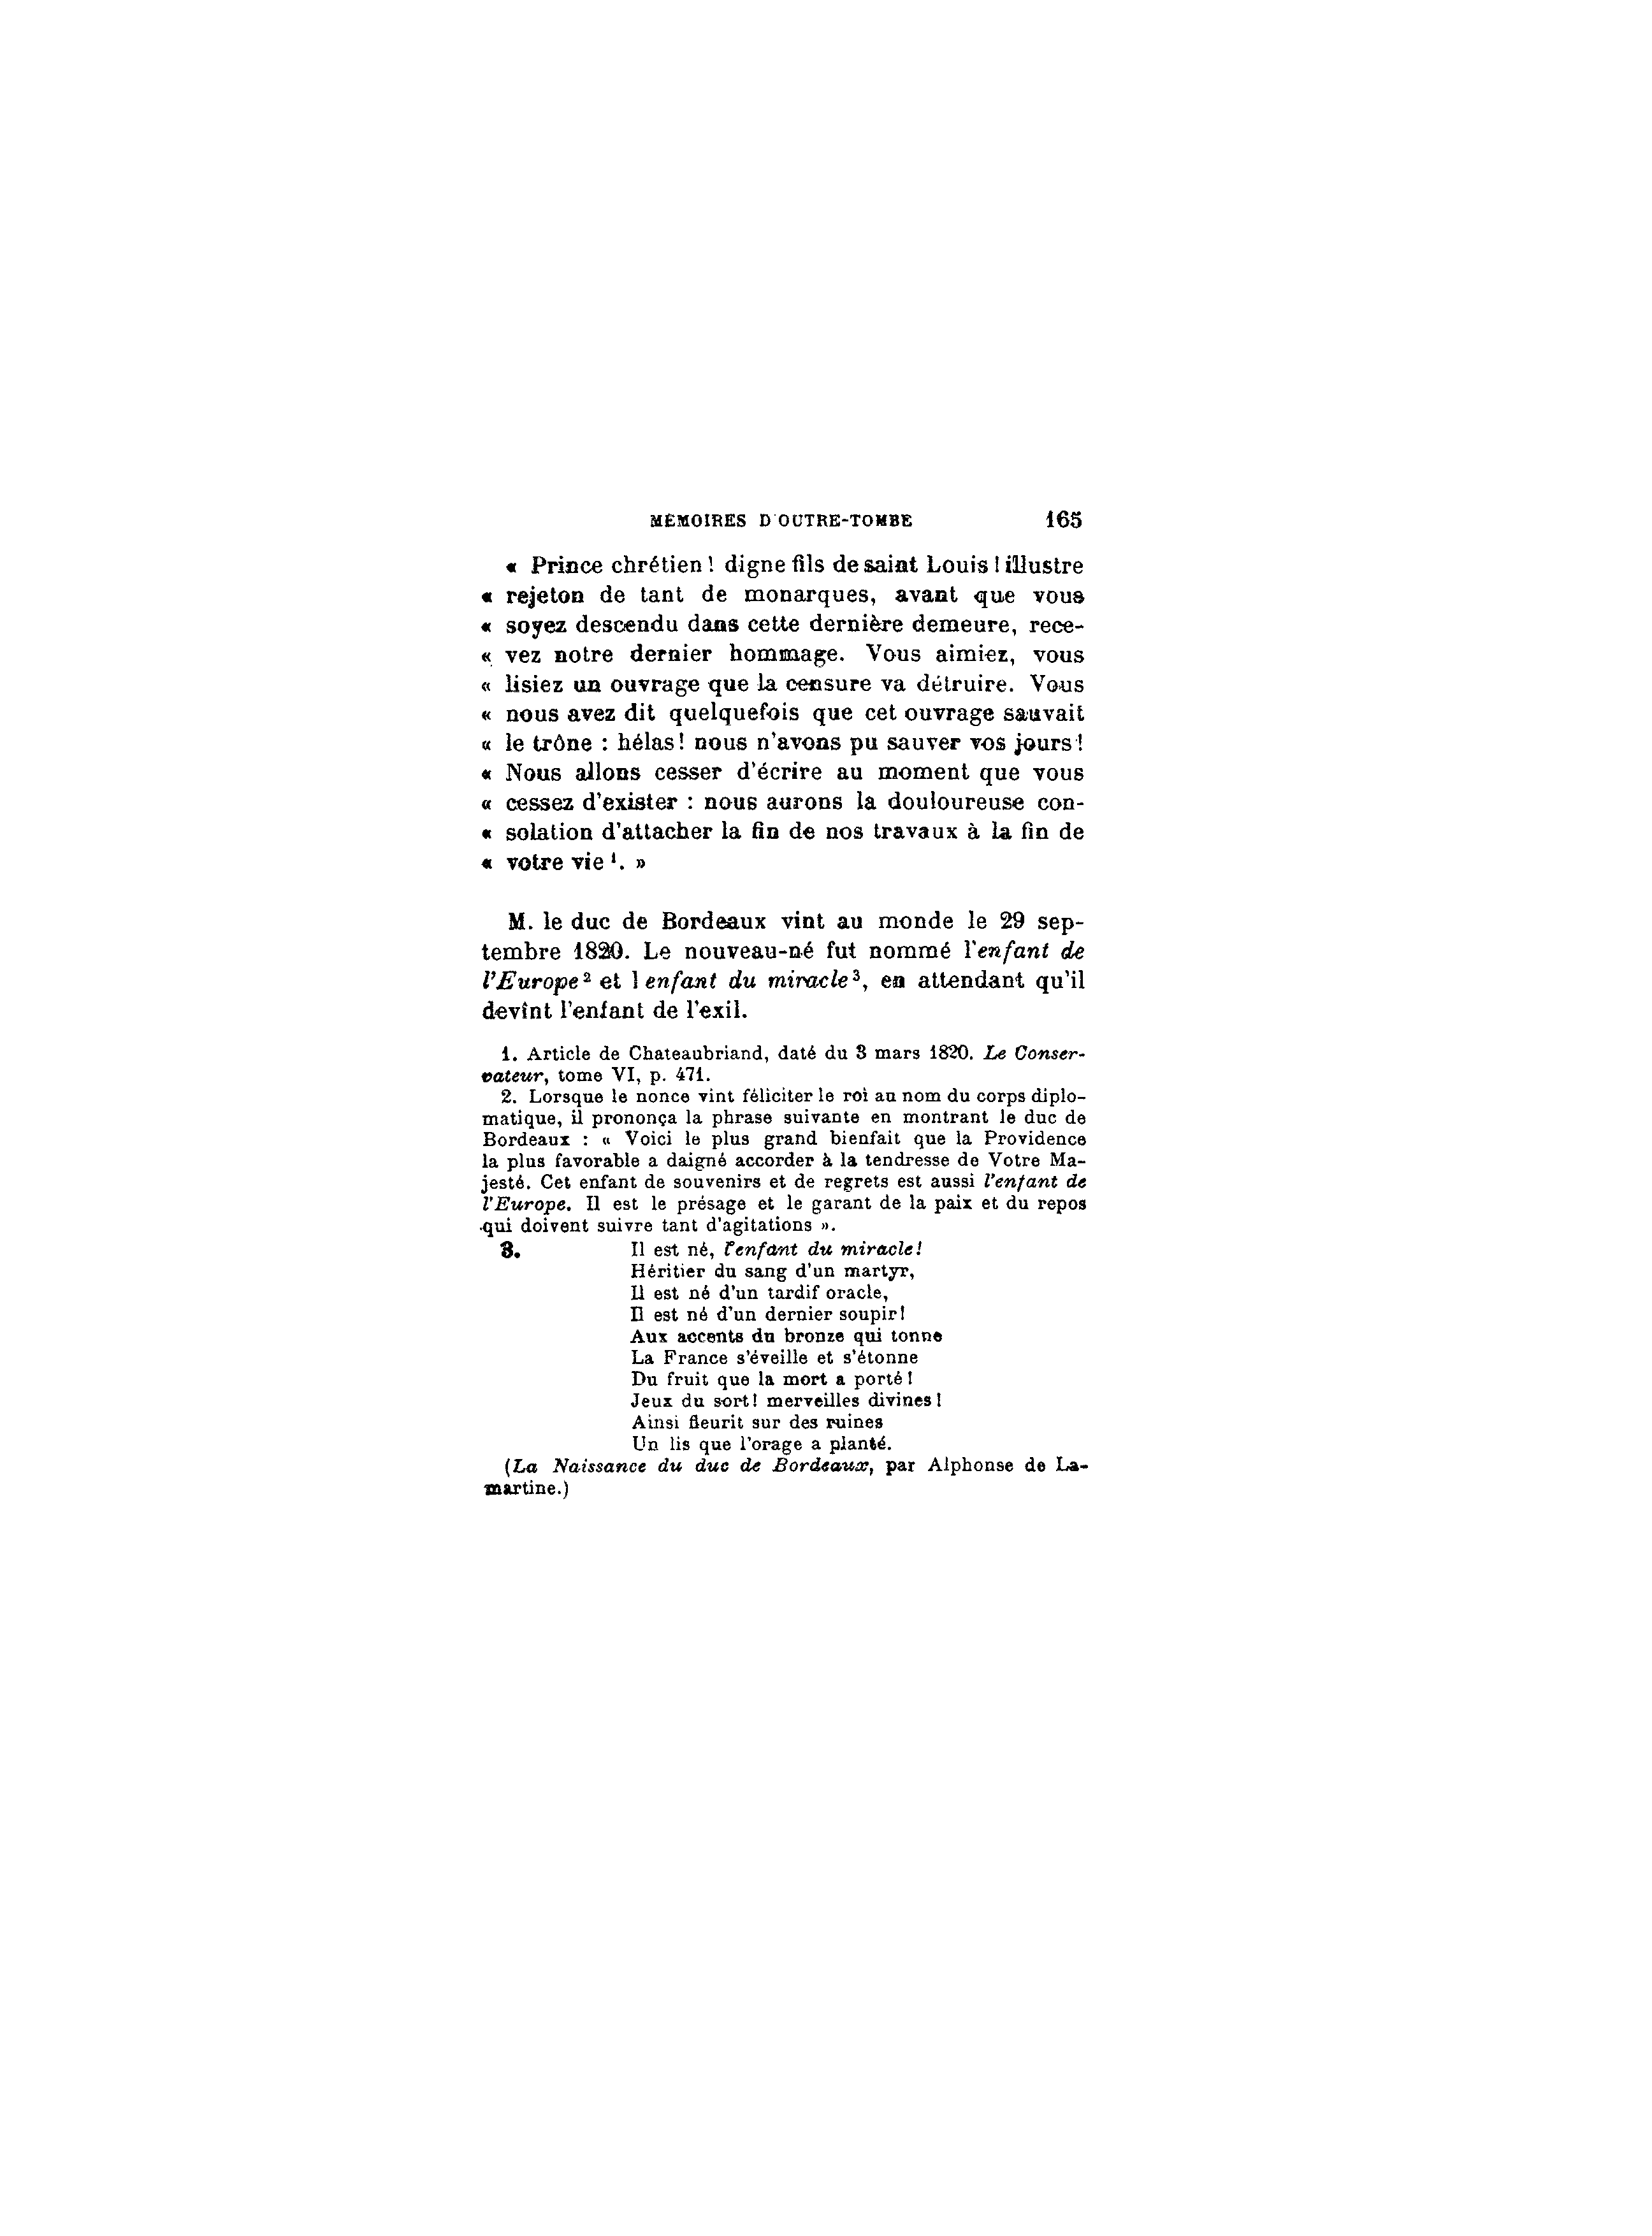 MÉMOIRES D'OUTRE-TOMBE 165
« Prince chrétien ! digne fils de saint Louis ! illustre
« rejeton de tant de monarques, avant que vous
« soyez descendu dans cette dernière demeure, rece-
« vez notre dernier hommage. Vous aimiez, vous
« lisiez un ouvrage que la censure va détruire. Vous
« nous avez dit quelquefois que cet ouvrage sauvait
« le trône : hélas ! nous n'avons pu sauver vos jours !
« Nous allons cesser d'écrire au moment que vous
« cessez d'exister : nous aurons la douloureuse con-
« solation d'attacher la fin de nos travaux à la fin de
« votre vie ¹. »
M. le duc de Bordeaux vint au monde le 29 sep-
tembre 1820. Le nouveau-né fut nommé l'enfant de
l'Europe ² et l enfant du miracle ³, en attendant qu'il
devînt l'enfant de l'exil.
1. Article de Chateaubriand, daté du 3 mars 1820. Le Conser-
vateur, tome VI, p. 471.
2. Lorsque le nonce vint féliciter le roi au nom du corps diplo-
matique, il prononça la phrase suivante en montrant le duc de
Bordeaux : « Voici le plus grand bienfait que la Providence
la plus favorable a daigné accorder à la tendresse de Votre Ma-
jesté. Cet enfant de souvenirs et de regrets est aussi l'enfant de
l'Europe. Il est le présage et le garant de la paix et du repos
qui doivent suivre tant d'agitations ».
3. Il est né, l'enfant du miracle !
Héritier du sang d'un martyr,
Il est né d'un tardif oracle,
Il est né d'un dernier soupir !
Aux accents du bronze qui tonne
La France s'éveille et s'étonne
Du fruit que la mort a porté !
Jeux du sort ! merveilles divines !
Ainsi fleurit sur des ruines
Un lis que l'orage a planté.
(La Naissance du duc de Bordeaux, par Alphonse de La-
martine.)